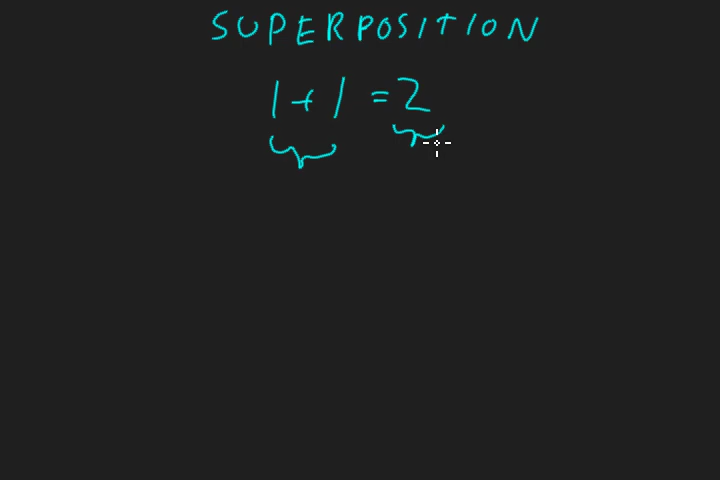 SUPERPOSITION
1 + 1 = 2